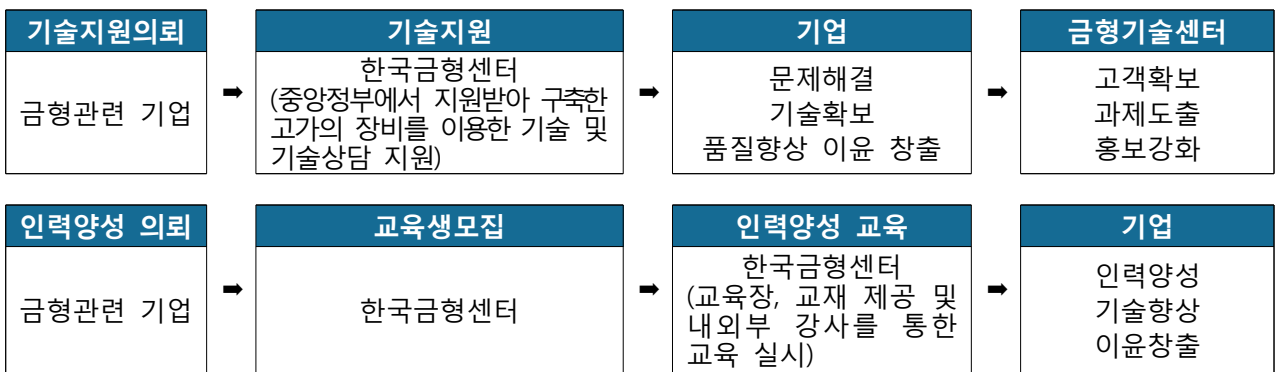 기술지원의뢰
금형관련 기업
➡
기술지원
한국금형센터
(중앙정부에서 지원받아 구축한
고가의 장비를 이용한 기술 및
기술상담 지원)
➡
기업
문제해결
기술확보
품질향상 이윤 창출
➡
금형기술센터
고객확보
과제도출
홍보강화
인력양성 의뢰
금형관련 기업
➡
교육생모집
한국금형센터
➡
인력양성 교육
한국금형센터
(교육장, 교재 제공 및
내외부 강사를 통한
교육 실시)
➡
기업
인력양성
기술향상
이윤창출